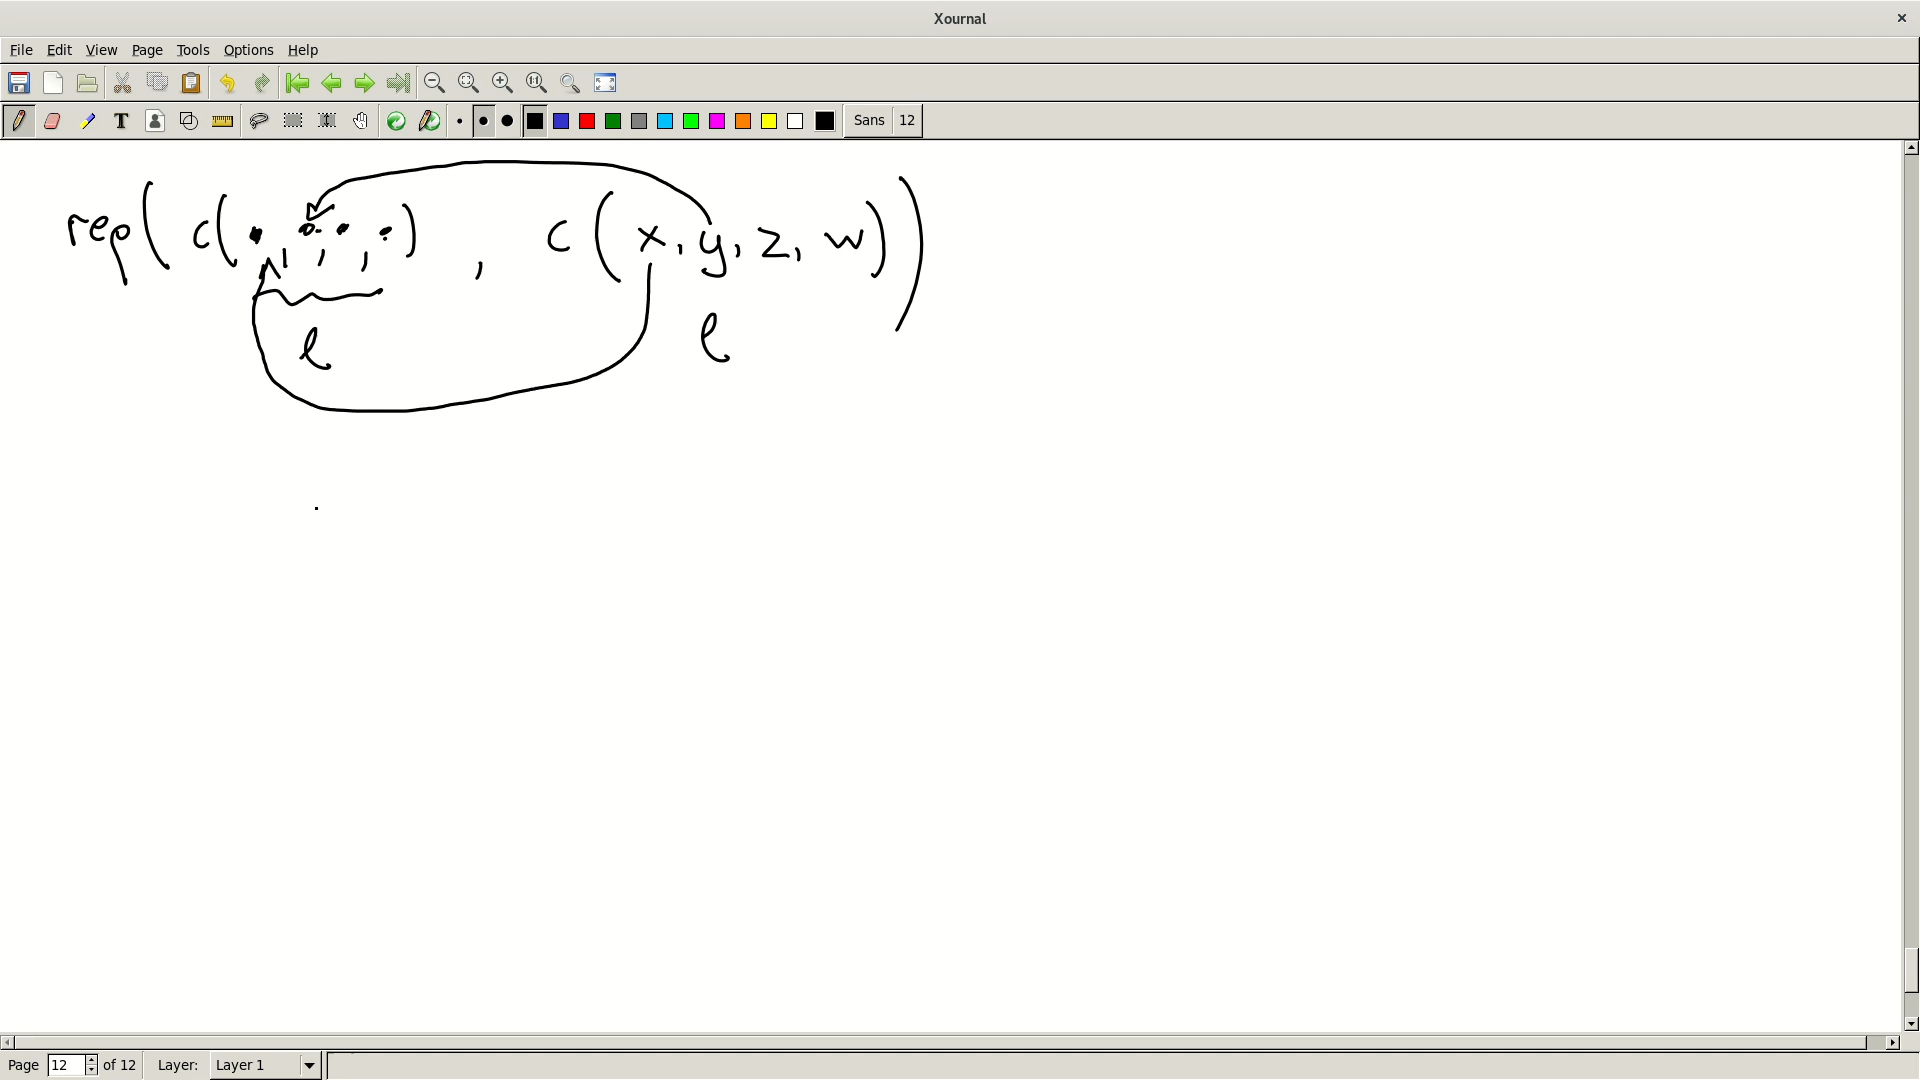 Xournal
File Edit View Page Tools Options Help
Sans 12
rep( c( ., ., ., . ) , c ( x, y, z, w ) )
l l
Page 12 of 12 Layer: Layer 1